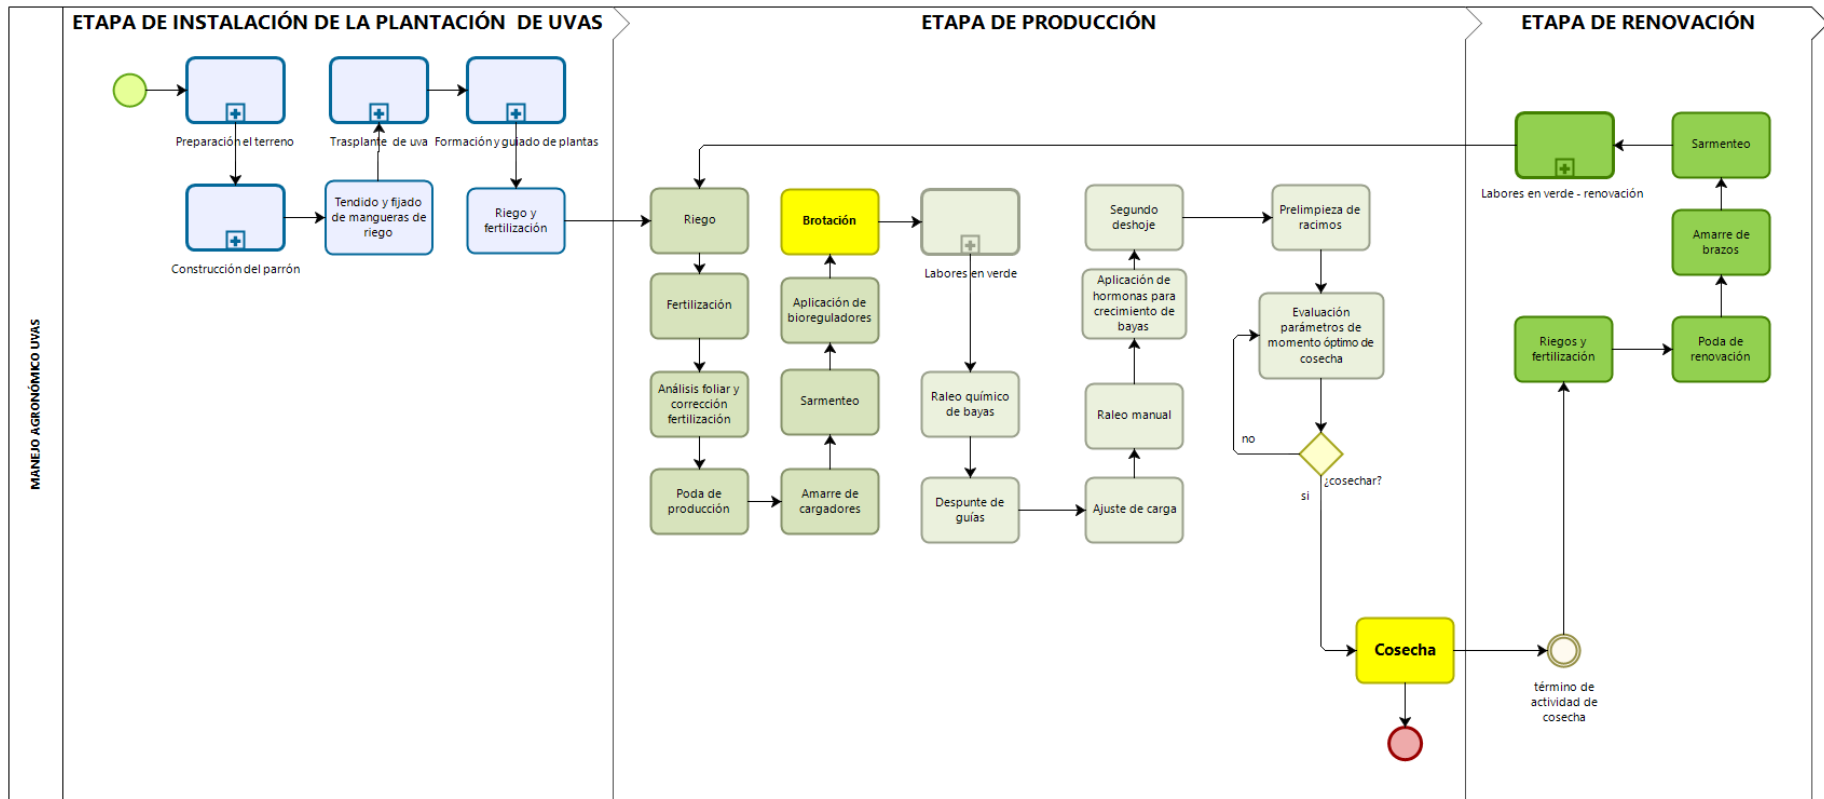 ETAPA DE INSTALACIÓN DE LA PLANTACIÓN  DE UVAS
ETAPA DE PRODUCCIÓN
ETAPA DE RENOVACIÓN
MANEJO AGRONÓMICO UVAS
Preparación el terreno
Construcción del parrón
Tendido y fijado
de mangueras de
riego
Trasplante  de uva
Formación y guiado de plantas
Riego y
fertilización
Riego
Fertilización
Análisis foliar y
corrección
fertilización
Poda de
producción
Amarre de
cargadores
Sarmenteo
Aplicación de
bioreguladores
Brotación
Labores en verde
Raleo químico
de bayas
Despunte de
guías
Ajuste de carga
Raleo manual
Aplicación de
hormonas para
crecimiento de
bayas
Segundo
deshoje
Prelimpieza de
racimos
Evaluación
parámetros de
momento óptimo de
cosecha
no
¿cosechar?
si
Cosecha
término de
actividad de
cosecha
Riegos y
fertilización
Poda de
renovación
Amarre de
brazos
Sarmenteo
Labores en verde - renovación